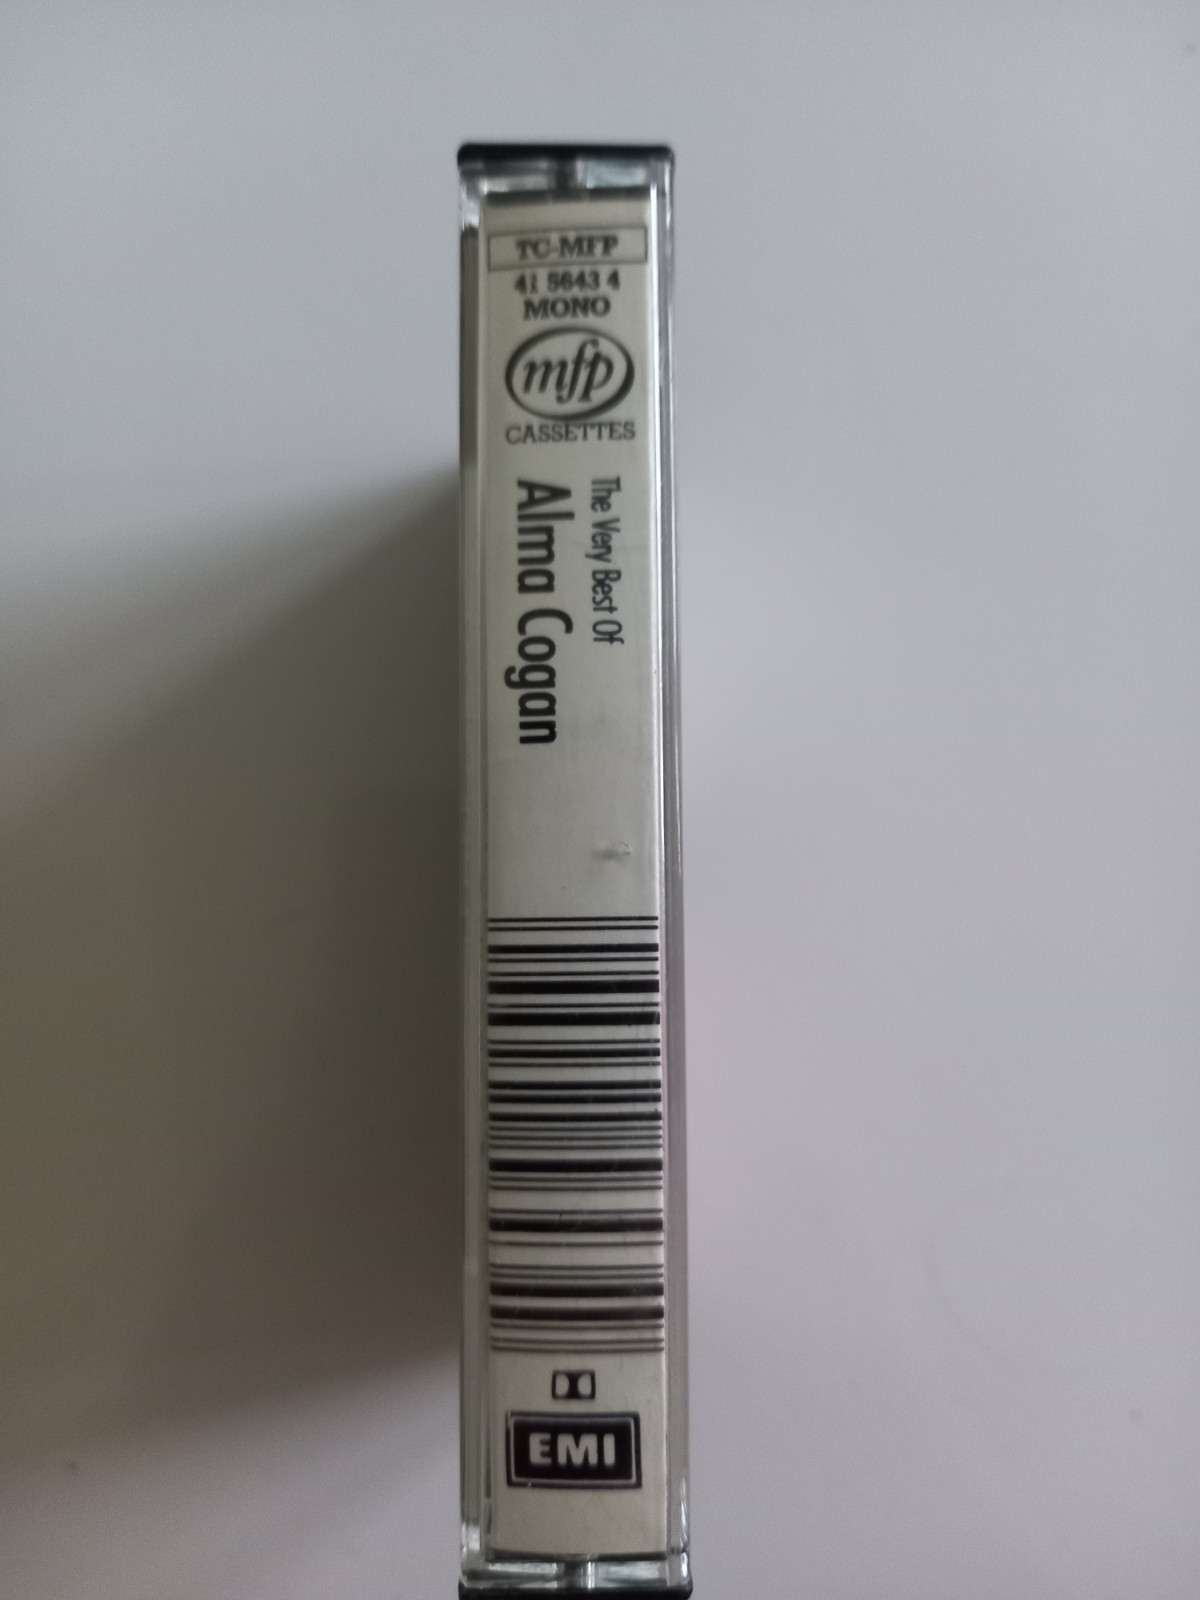 TC-MFP
41 5643 4
MONO
mfp
CASSETTES
The Very Best Of
Alma Cogan
EMI